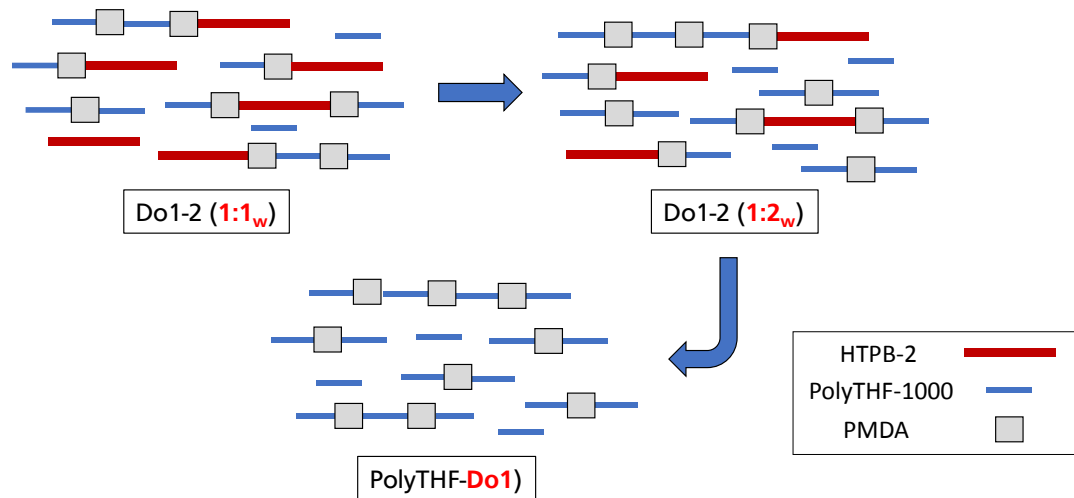 Do1-2 (1:1w)
Do1-2 (1:2w)
PolyTHF-Do1)
HTPB-2
PolyTHF-1000
PMDA